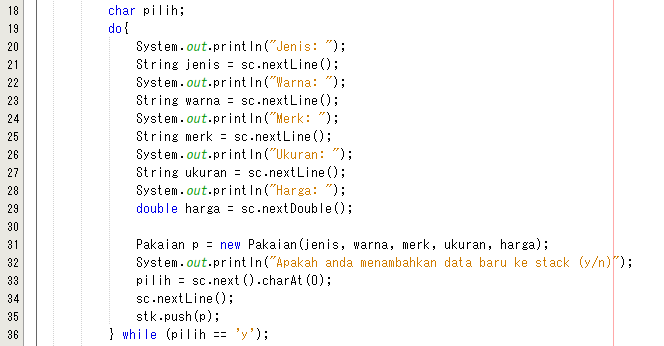 18 char pilih;
19 do{
20 System.out.println("Jenis: ");
21 String jenis = sc.nextLine();
22 System.out.println("Warna: ");
23 String warna = sc.nextLine();
24 System.out.println("Merk: ");
25 String merk = sc.nextLine();
26 System.out.println("Ukuran: ");
27 String ukuran = sc.nextLine();
28 System.out.println("Harga: ");
29 double harga = sc.nextDouble();
30
31 Pakaian p = new Pakaian(jenis, warna, merk, ukuran, harga);
32 System.out.println("Apakah anda menambahkan data baru ke stack (y/n)");
33 pilih = sc.next().charAt(0);
34 sc.nextLine();
35 stk.push(p);
36 } while (pilih == 'y');